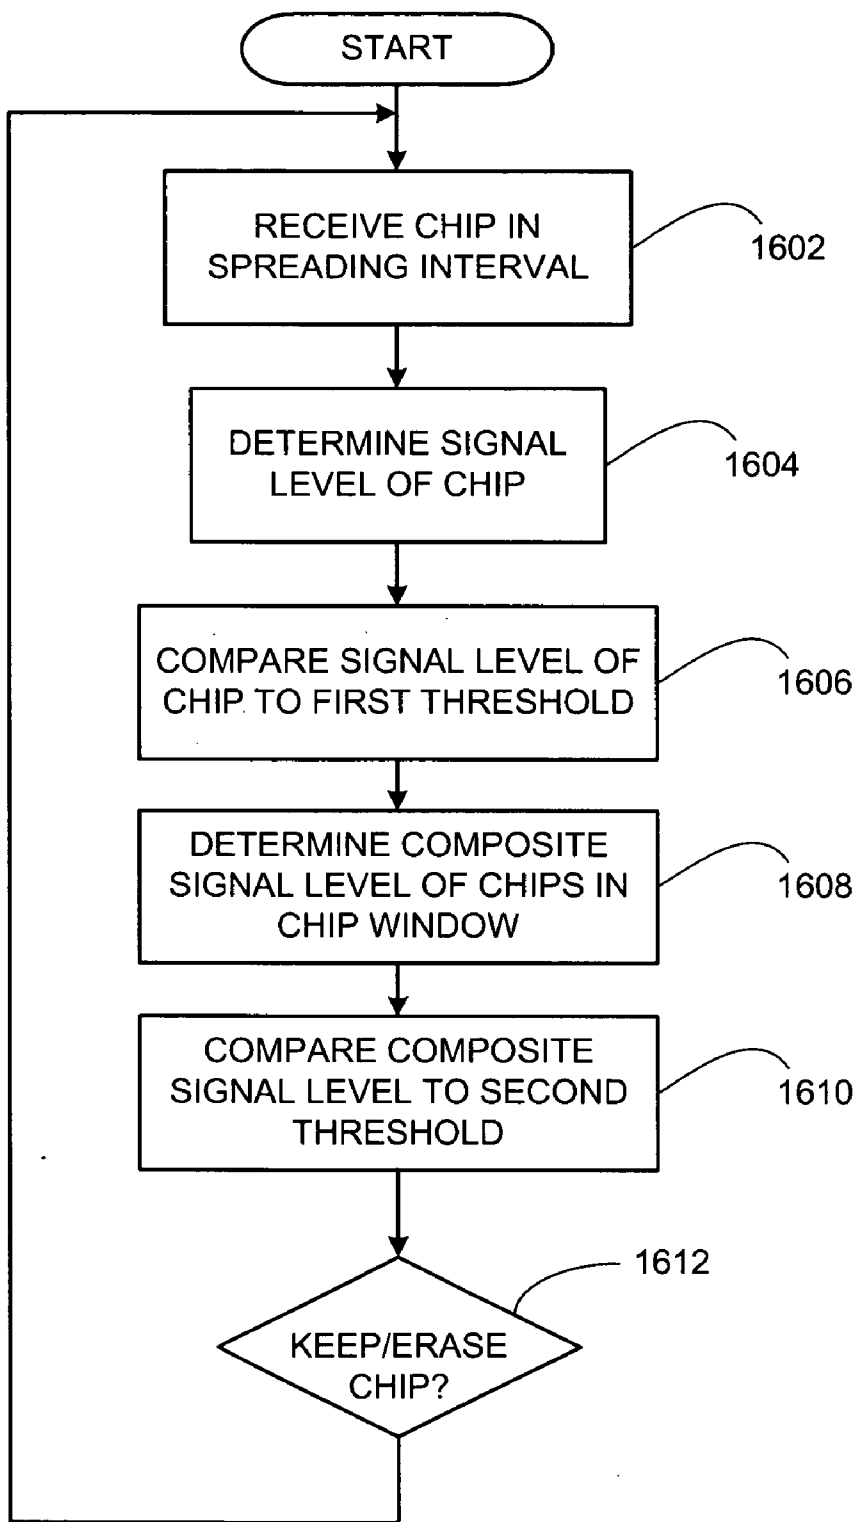 START
RECEIVE CHIP IN
SPREADING INTERVAL
1602
DETERMINE SIGNAL
LEVEL OF CHIP
1604
COMPARE SIGNAL LEVEL OF
CHIP TO FIRST THRESHOLD
1606
DETERMINE COMPOSITE
SIGNAL LEVEL OF CHIPS IN
CHIP WINDOW
1608
COMPARE COMPOSITE
SIGNAL LEVEL TO SECOND
THRESHOLD
1610
1612
KEEP/ERASE
CHIP?